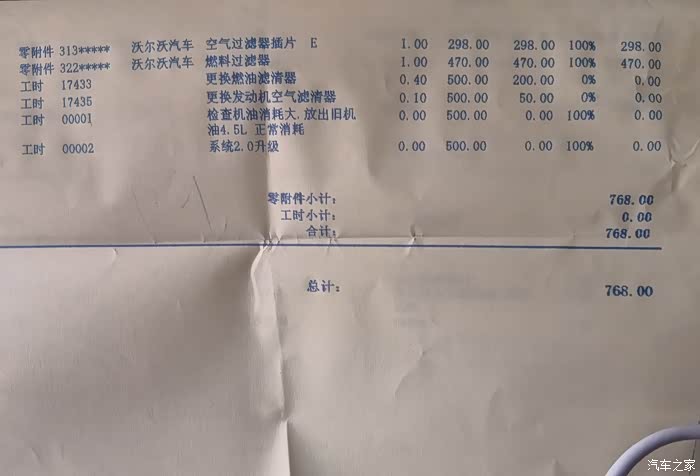 零附件 313***** 沃尔沃汽车 空气过滤器插片 E 1.00 298.00 298.00 100% 298.00
零附件 322***** 沃尔沃汽车 燃料过滤器 1.00 470.00 470.00 100% 470.00
工时 17433 更换燃油滤清器 0.40 500.00 200.00 0% 0.00
工时 17435 更换发动机空气滤清器 0.10 500.00 50.00 0% 0.00
工时 00001 检查机油消耗大.放出旧机 0.00 500.00 0.00 100% 0.00
油4.5L 正常消耗
工时 00002 系统2.0升级 0.00 500.00 0.00 100% 0.00
零附件小计: 768.00
工时小计: 0.00
合计: 768.00
总计: 768.00
汽车之家